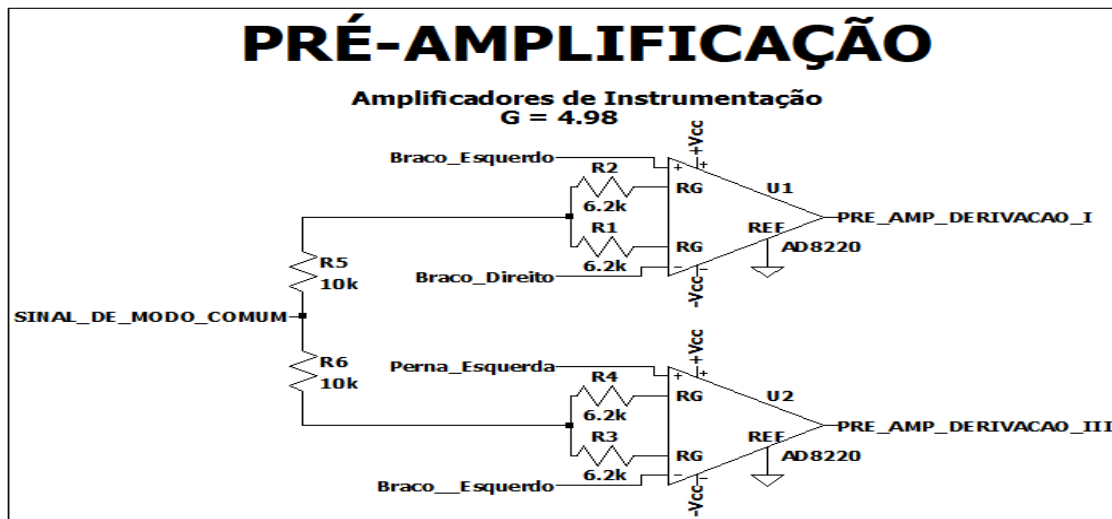 PRÉ-AMPLIFICAÇÃO
Amplificadores de Instrumentação
G = 4.98
+Vcc
Braco_Esquerdo
+
+
R2
RG
U1
6.2k
PRE_AMP_DERIVACAO_I
R1
REF
RG
AD8220
6.2k
R5
10k
Braco_Direito
−
−
-Vcc
SINAL_DE_MODO_COMUM
+Vcc
R6
10k
Perna_Esquerda
+
+
R4
RG
U2
6.2k
PRE_AMP_DERIVACAO_III
R3
REF
RG
AD8220
6.2k
Braco__Esquerdo
−
−
-Vcc